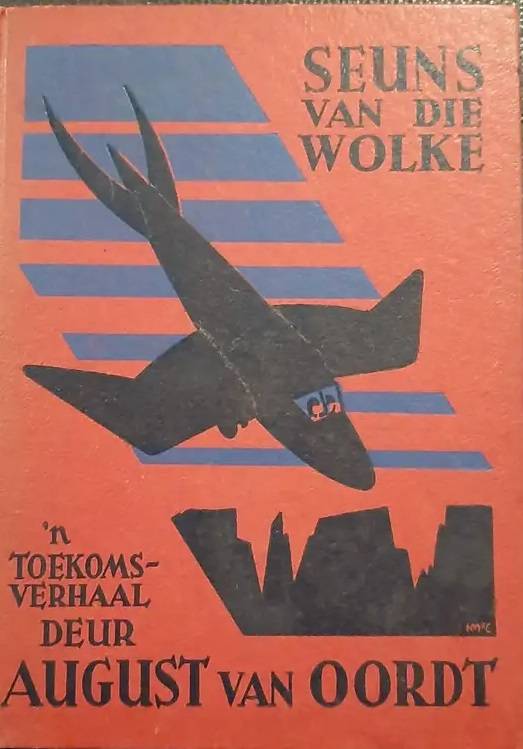 SEUNS
VAN DIE
WOLKE
'n
TOEKOMS-
VERHAAL
DEUR
AUGUST VAN OORDT